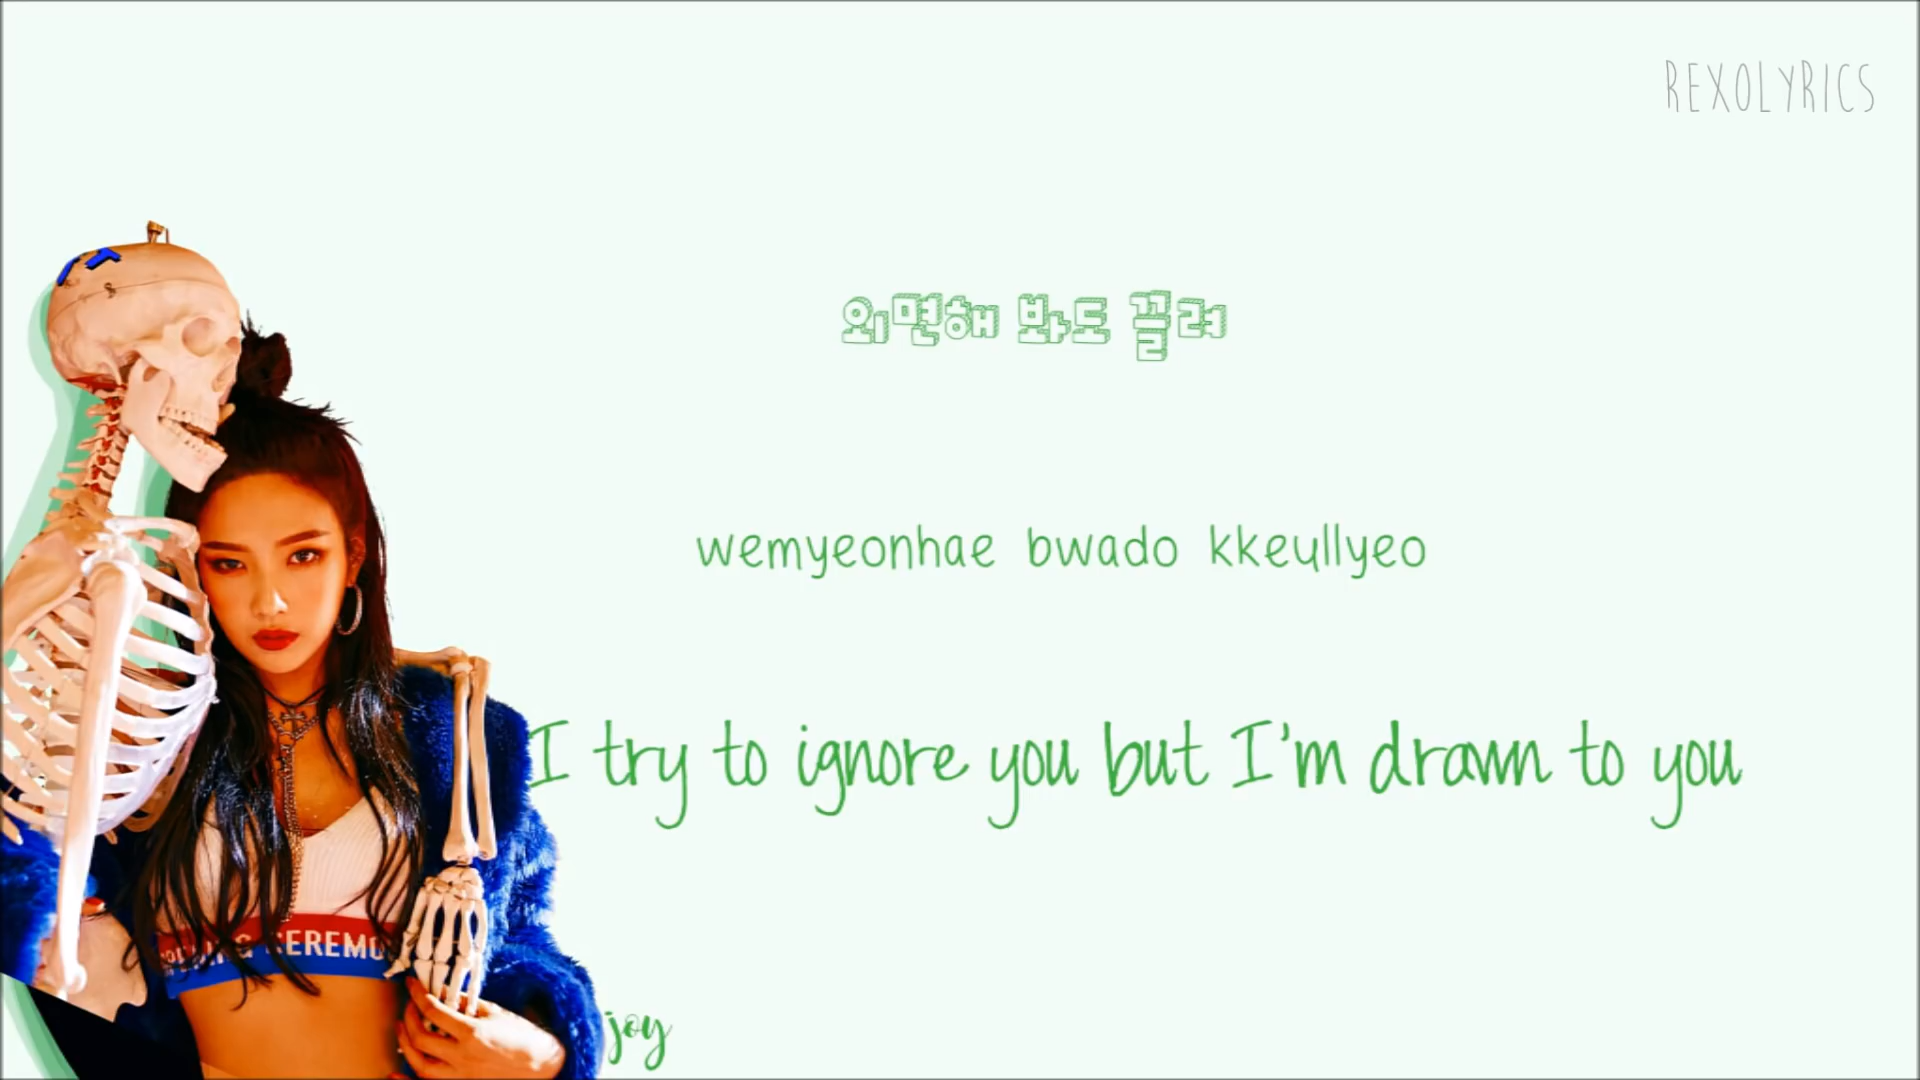 REXOLYRICS
외면해 봐도 끌려
wemyeonhae bwado kkeullyeo
I try to ignore you but I'm drawn to you
joy